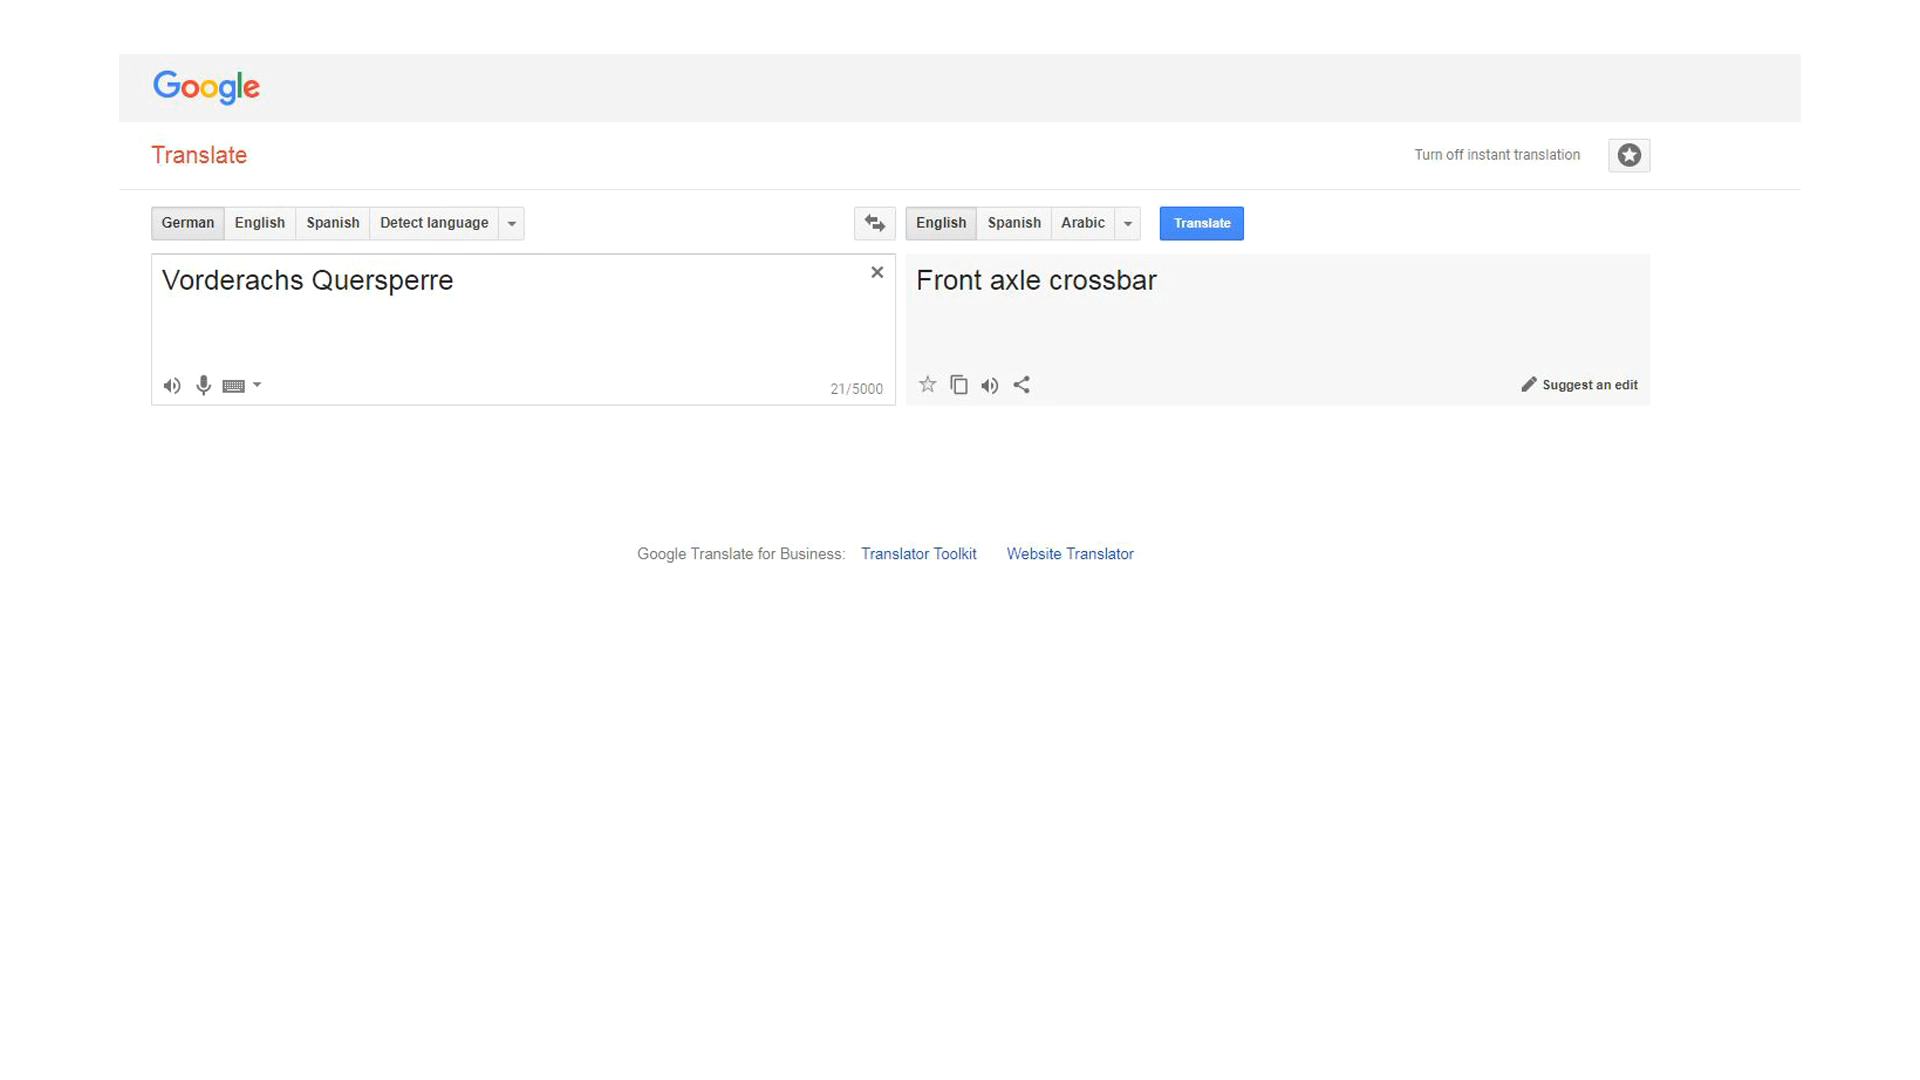 Google
Translate
Turn off instant translation
German English Spanish Detect language
English Spanish Arabic Translate
Vorderachs Quersperre
Front axle crossbar
21/5000
Suggest an edit
Google Translate for Business: Translator Toolkit Website Translator